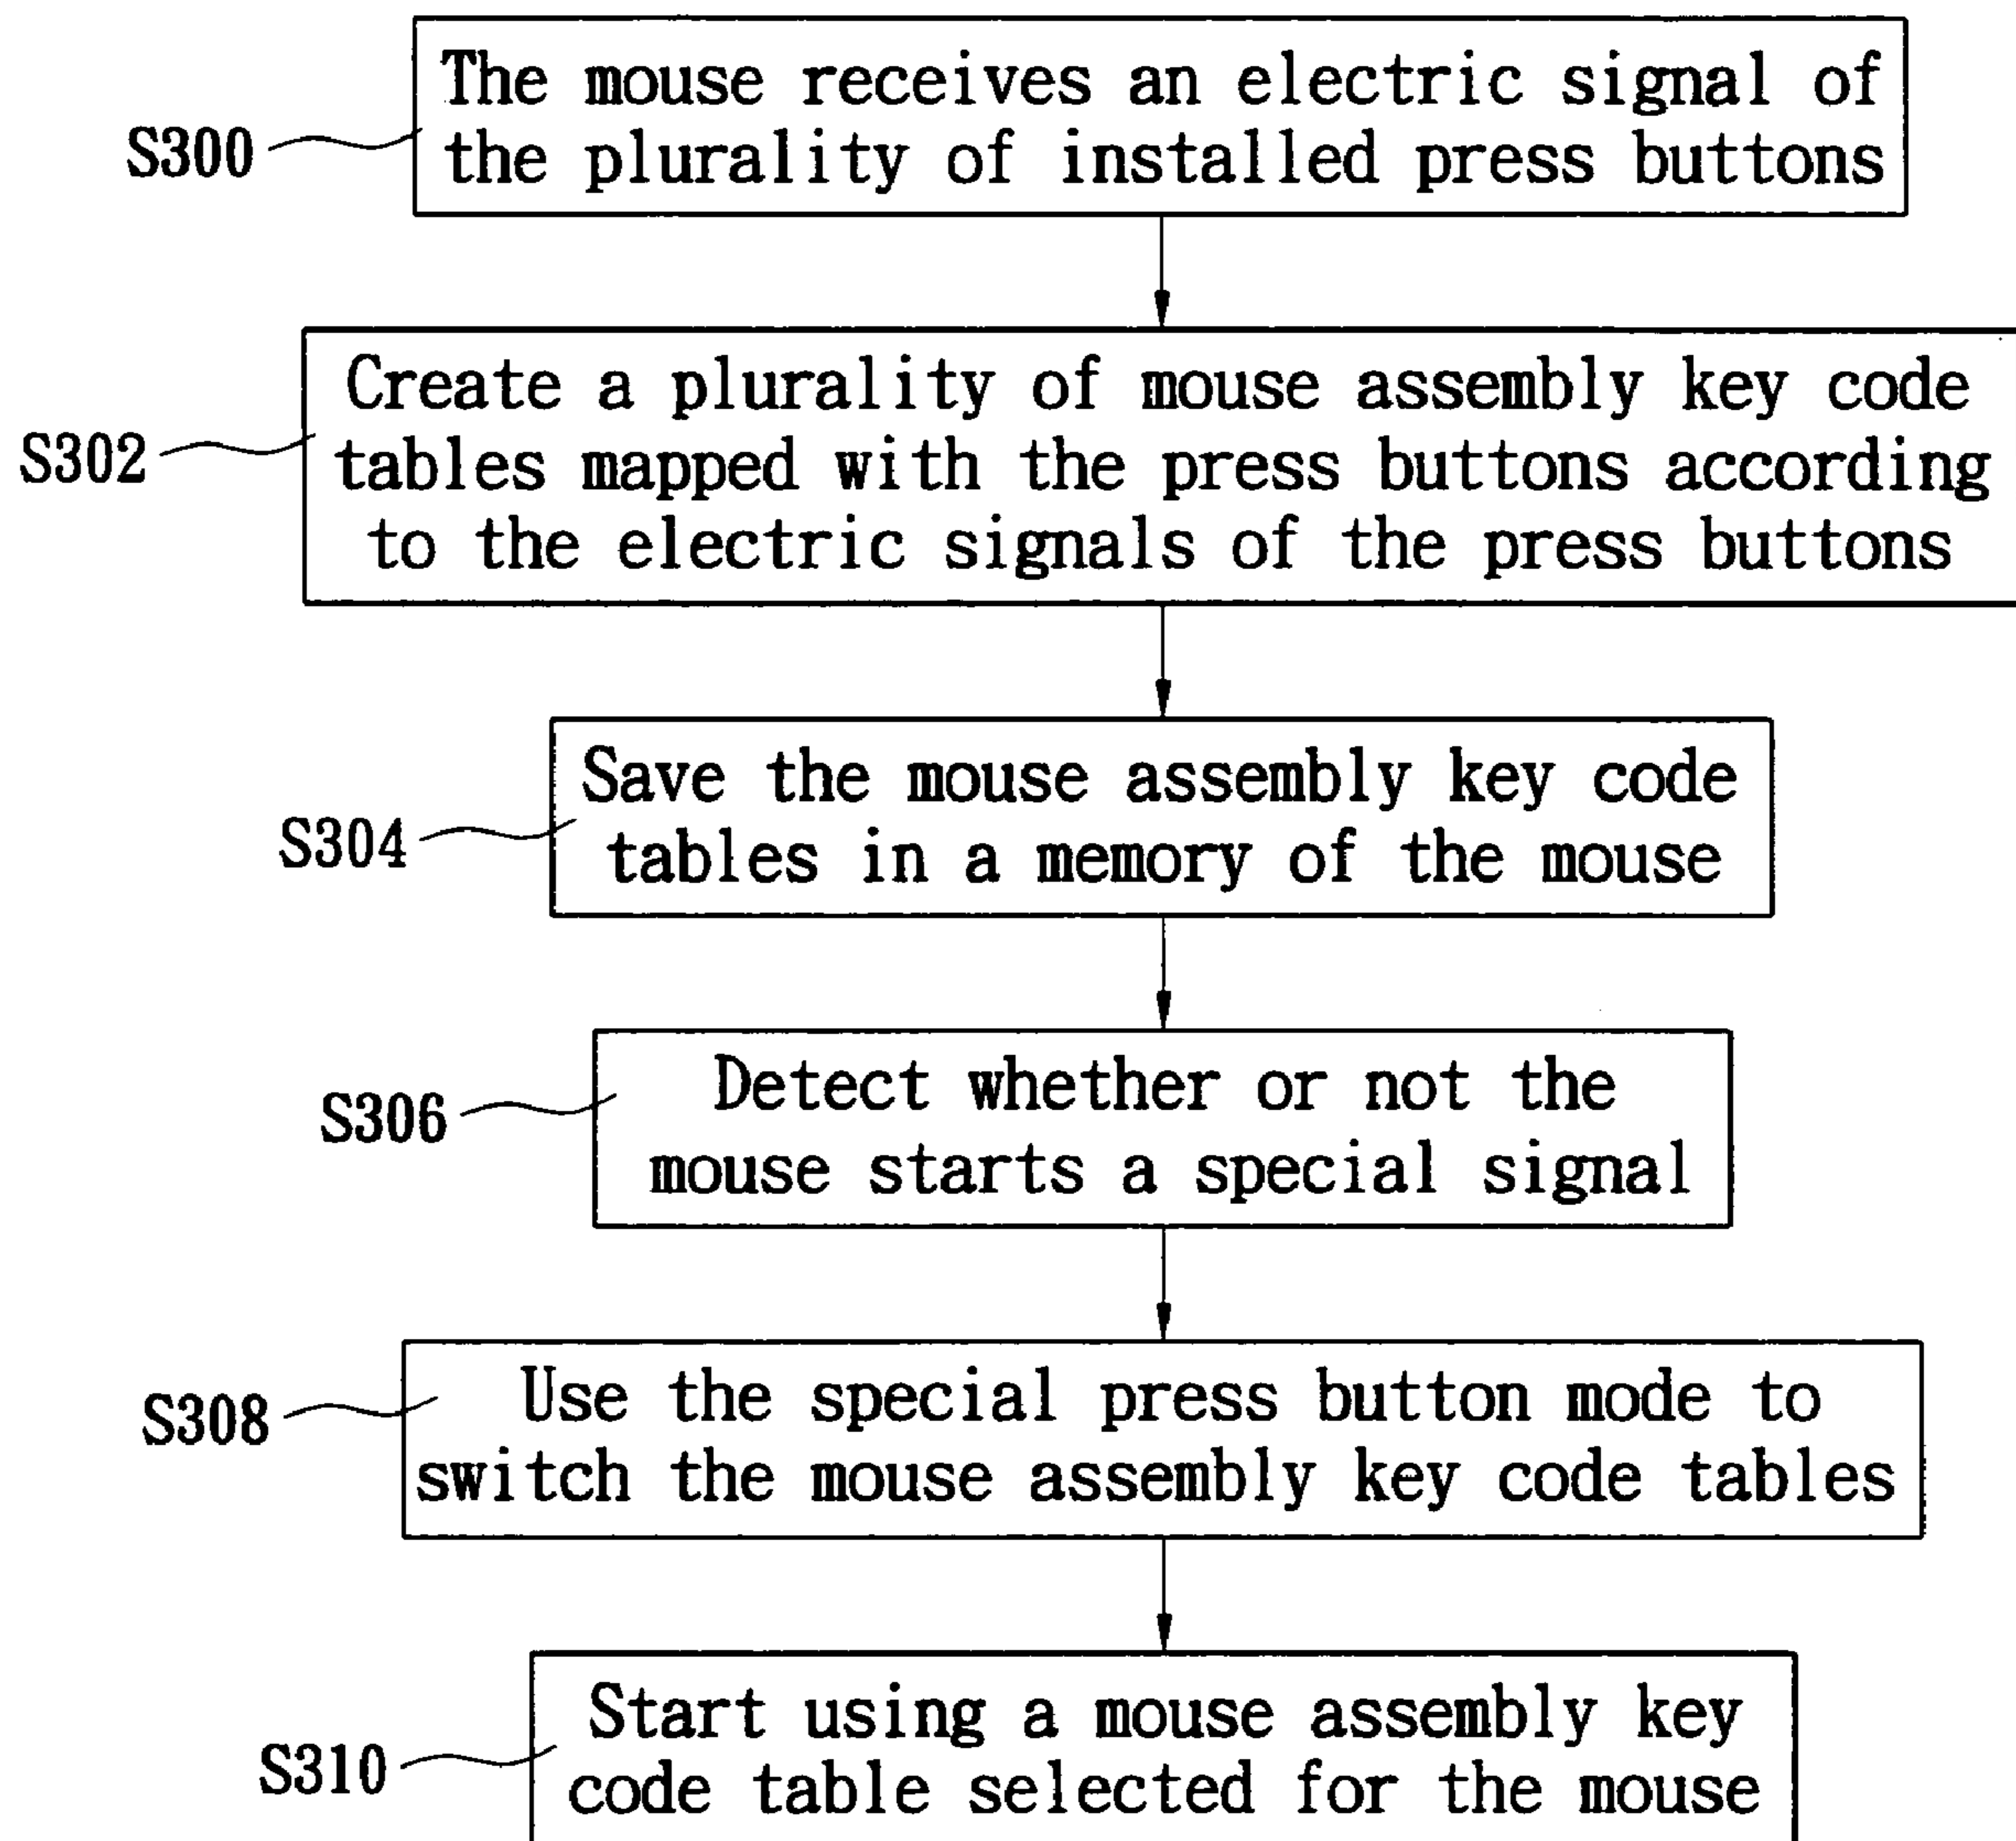 The mouse receives an electric signal of
the plurality of installed press buttons
S300
Create a plurality of mouse assembly key code
tables mapped with the press buttons according
to the electric signals of the press buttons
S302
Save the mouse assembly key code
tables in a memory of the mouse
S304
Detect whether or not the
mouse starts a special signal
S306
Use the special press button mode to
switch the mouse assembly key code tables
S308
Start using a mouse assembly key
code table selected for the mouse
S310